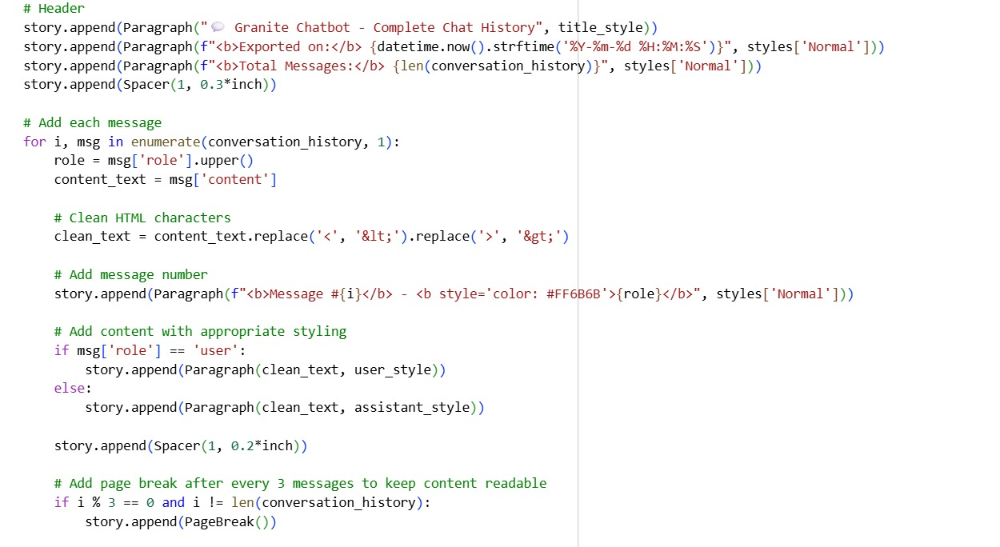 # Header
story.append(Paragraph("💬 Granite Chatbot - Complete Chat History", title_style))
story.append(Paragraph(f"<b>Exported on:</b> {datetime.now().strftime('%Y-%m-%d %H:%M:%S')}", styles['Normal']))
story.append(Paragraph(f"<b>Total Messages:</b> {len(conversation_history)}", styles['Normal']))
story.append(Spacer(1, 0.3*inch))

# Add each message
for i, msg in enumerate(conversation_history, 1):
    role = msg['role'].upper()
    content_text = msg['content']

    # Clean HTML characters
    clean_text = content_text.replace('<', '&lt;').replace('>', '&gt;')

    # Add message number
    story.append(Paragraph(f"<b>Message #{i}</b> - <b style='color: #FF6B6B'>{role}</b>", styles['Normal']))

    # Add content with appropriate styling
    if msg['role'] == 'user':
        story.append(Paragraph(clean_text, user_style))
    else:
        story.append(Paragraph(clean_text, assistant_style))

    story.append(Spacer(1, 0.2*inch))

    # Add page break after every 3 messages to keep content readable
    if i % 3 == 0 and i != len(conversation_history):
        story.append(PageBreak())